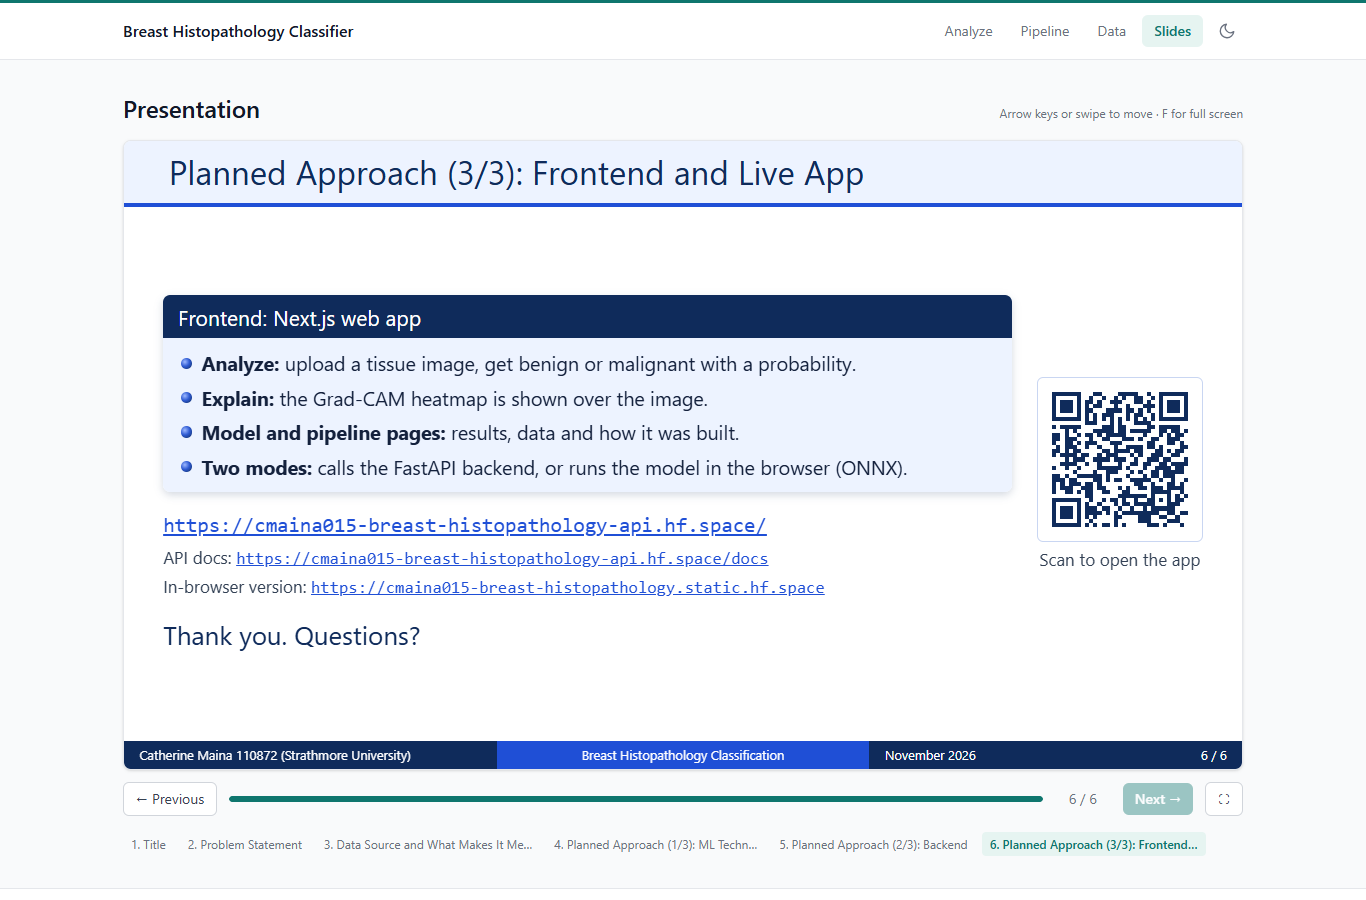 Breast Histopathology Classifier
Analyze
Pipeline
Data
Slides
Presentation
Arrow keys or swipe to move · F for full screen
Planned Approach (3/3): Frontend and Live App
Frontend: Next.js web app
Analyze: upload a tissue image, get benign or malignant with a probability.
Explain: the Grad-CAM heatmap is shown over the image.
Model and pipeline pages: results, data and how it was built.
Two modes: calls the FastAPI backend, or runs the model in the browser (ONNX).
https://cmaina015-breast-histopathology-api.hf.space/
API docs: https://cmaina015-breast-histopathology-api.hf.space/docs
In-browser version: https://cmaina015-breast-histopathology.static.hf.space
Scan to open the app
Thank you. Questions?
Catherine Maina 110872 (Strathmore University)
Breast Histopathology Classification
November 2026
6 / 6
← Previous
6 / 6
Next →
1. Title
2. Problem Statement
3. Data Source and What Makes It Me...
4. Planned Approach (1/3): ML Techn...
5. Planned Approach (2/3): Backend
6. Planned Approach (3/3): Frontend...